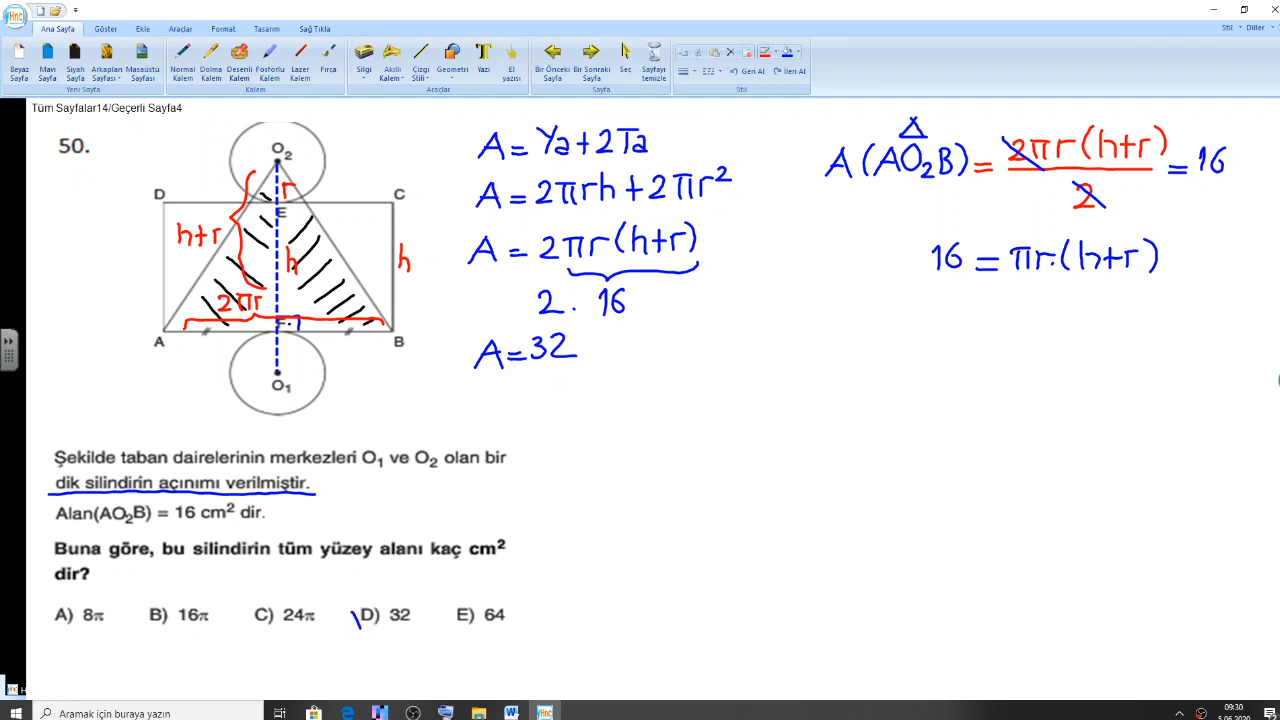 Hnc
Ana Sayfa Göster Ekle Araçlar Format Tasarım Sağ Tıkla
Stil Diller
Beyaz Sayfa Mavi Sayfa Siyah Sayfa Arkaplan Sayfası Masaüstü Sayfası
Normal Kalem Dolma Kalem Desenli Kalem Fosforlu Kalem Lazer Kalem Fırça
Silgi Akıllı Kalem Çizgi Stili Geometri Yazı El yazısı
Bir Önceki Sayfa Bir Sonraki Sayfa Seç Sayfayı temizle
Geri Al İleri Al
Yeni Sayfa Kalem Araçlar Sayfa Stil
Tüm Sayfalar14/Geçerli Sayfa4
50.
O2
D C
r
E
h+r
h h
2πr
F
A B
O1
A = Ya + 2Ta
A = 2πrh + 2πr²
A = 2πr(h+r)
2 . 16
A = 32
A(AO₂B) = 2πr(h+r) / 2 = 16
16 = πr.(h+r)
Şekilde taban dairelerinin merkezleri O₁ ve O₂ olan bir
dik silindirin açınımı verilmiştir.
Alan(AO₂B) = 16 cm² dir.
Buna göre, bu silindirin tüm yüzey alanı kaç cm²
dir?
A) 8π B) 16π C) 24π D) 32 E) 64
Aramak için buraya yazın
09:30
5.06.2020